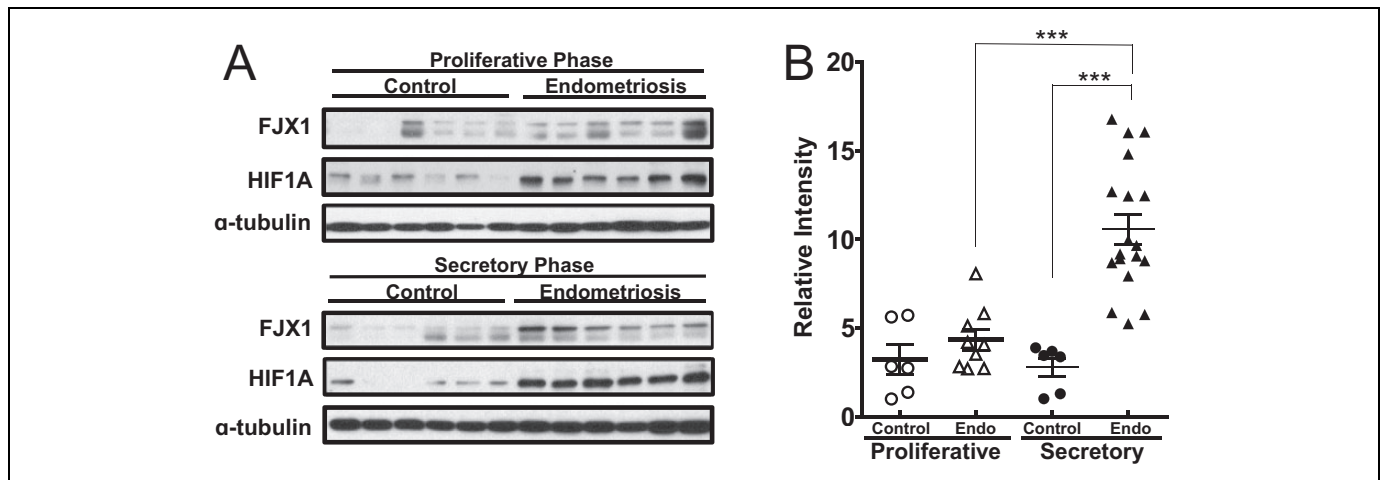 A
Proliferative Phase
Control Endometriosis
FJX1
HIF1A
α-tubulin
Secretory Phase
Control Endometriosis
FJX1
HIF1A
α-tubulin
B
***
***
Relative Intensity
20
15
10
5
0
Control Endo Control Endo
Proliferative Secretory